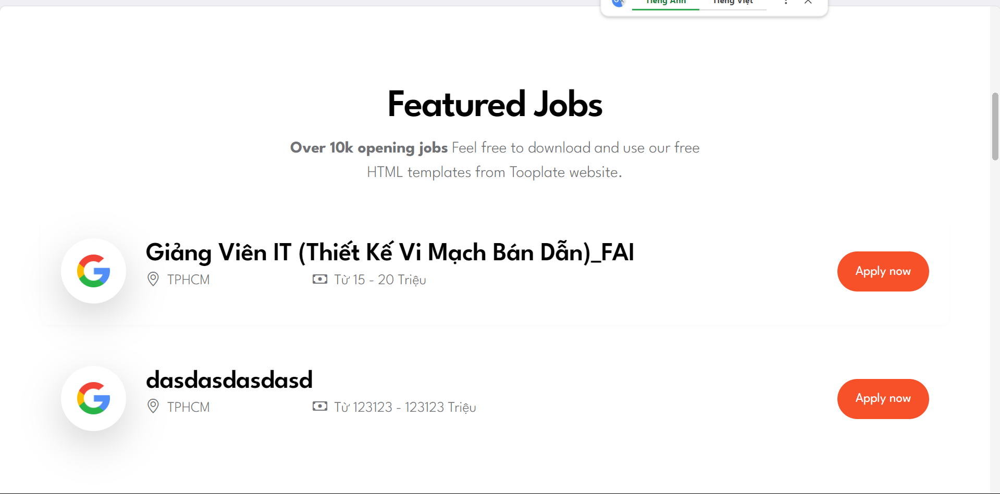 Tiếng Anh Tiếng Việt
Featured Jobs
Over 10k opening jobs Feel free to download and use our free
HTML templates from Tooplate website.
Giảng Viên IT (Thiết Kế Vi Mạch Bán Dẫn)_FAI
TPHCM Từ 15 - 20 Triệu
Apply now
dasdasdasdasd
TPHCM Từ 123123 - 123123 Triệu
Apply now